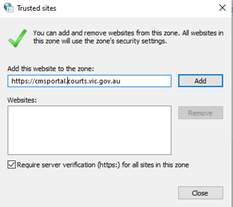 Trusted sites
You can add and remove websites from this zone. All websites in
this zone will use the zone's security settings.
Add this website to the zone:
https://cmsportal.courts.vic.gov.au
Add
Websites:
Remove
Require server verification (https:) for all sites in this zone
Close